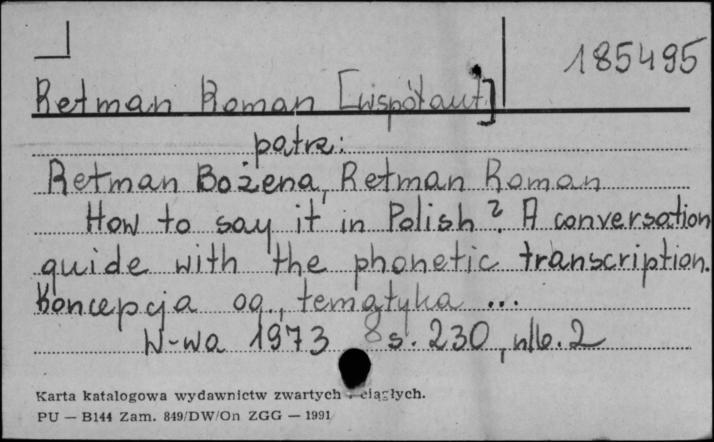 185495
Retman Roman [współaut.]
patrz:
Retman Bożena, Retman Roman
How to say it in Polish? A conversation
guide with the phonetic transcription.
Koncepcja og., tematyka ...
W-wa 1973 8 s. 230, nlb. 2
Karta katalogowa wydawnictw zwartych i ciągłych.
PU — B144 Zam. 849/DW/On ZGG — 1991